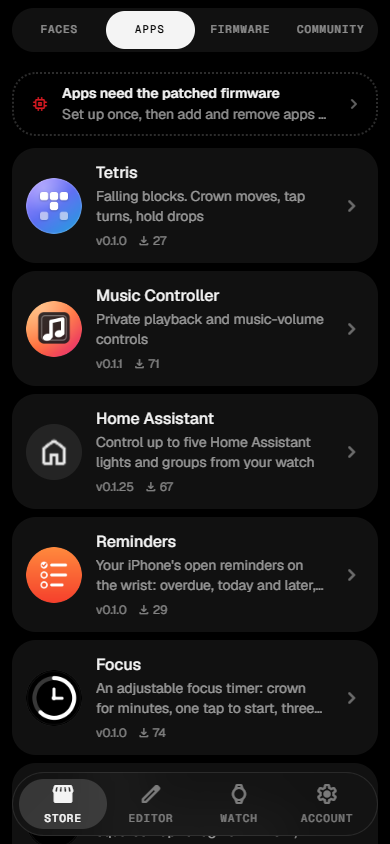 FACES
APPS
FIRMWARE
COMMUNITY
Apps need the patched firmware
Set up once, then add and remove apps ...
Tetris
Falling blocks. Crown moves, tap
turns, hold drops
v0.1.0 27
Music Controller
Private playback and music-volume
controls
v0.1.1 71
Home Assistant
Control up to five Home Assistant
lights and groups from your watch
v0.1.25 67
Reminders
Your iPhone's open reminders on
the wrist: overdue, today and later,...
v0.1.0 29
Focus
An adjustable focus timer: crown
for minutes, one tap to start, three...
v0.1.0 74
STORE
EDITOR
WATCH
ACCOUNT